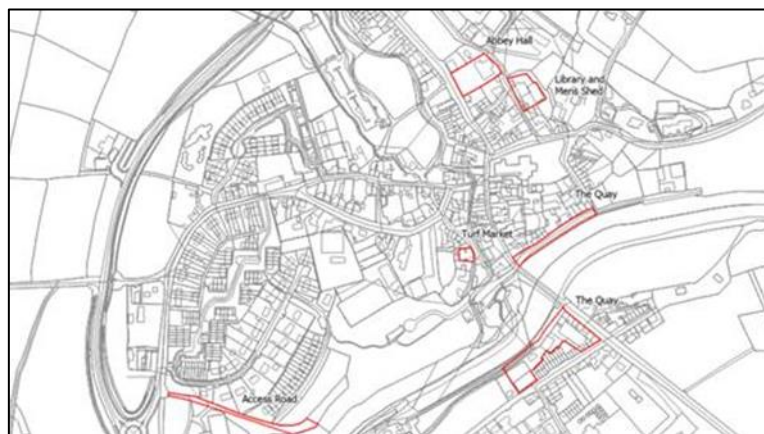 Abbey Hall
Library and
Mens Shed
The Quay
Turf Market
The Quay
Access Road